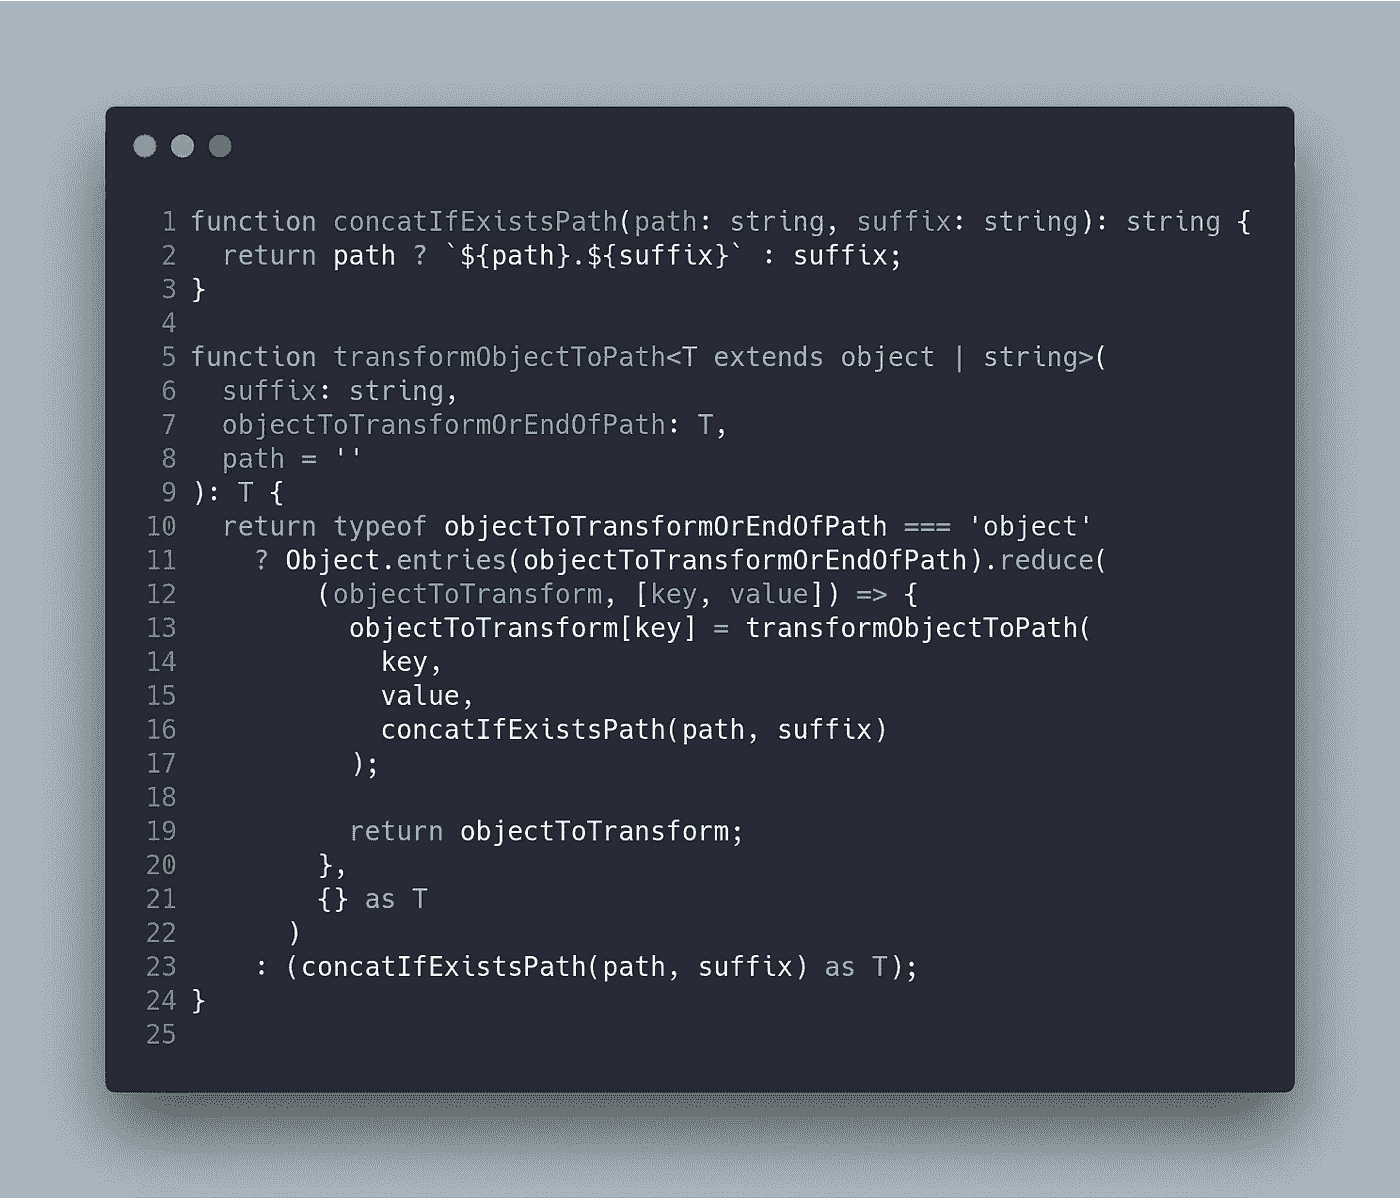 1 function concatIfExistsPath(path: string, suffix: string): string {
2   return path ? `${path}.${suffix}` : suffix;
3 }
4
5 function transformObjectToPath<T extends object | string>(
6   suffix: string,
7   objectToTransformOrEndOfPath: T,
8   path = ''
9 ): T {
10   return typeof objectToTransformOrEndOfPath === 'object'
11     ? Object.entries(objectToTransformOrEndOfPath).reduce(
12         (objectToTransform, [key, value]) => {
13           objectToTransform[key] = transformObjectToPath(
14             key,
15             value,
16             concatIfExistsPath(path, suffix)
17           );
18
19           return objectToTransform;
20         },
21         {} as T
22       )
23     : (concatIfExistsPath(path, suffix) as T);
24 }
25